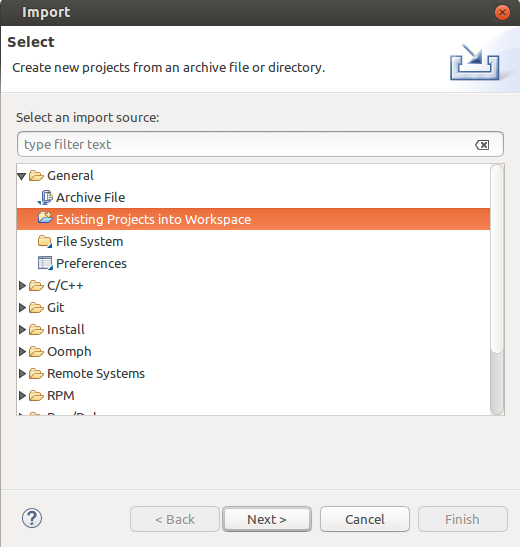 Import
Select
Create new projects from an archive file or directory.
Select an import source:
type filter text
General
Archive File
Existing Projects into Workspace
File System
Preferences
C/C++
Git
Install
Oomph
Remote Systems
RPM
? < Back Next > Cancel Finish